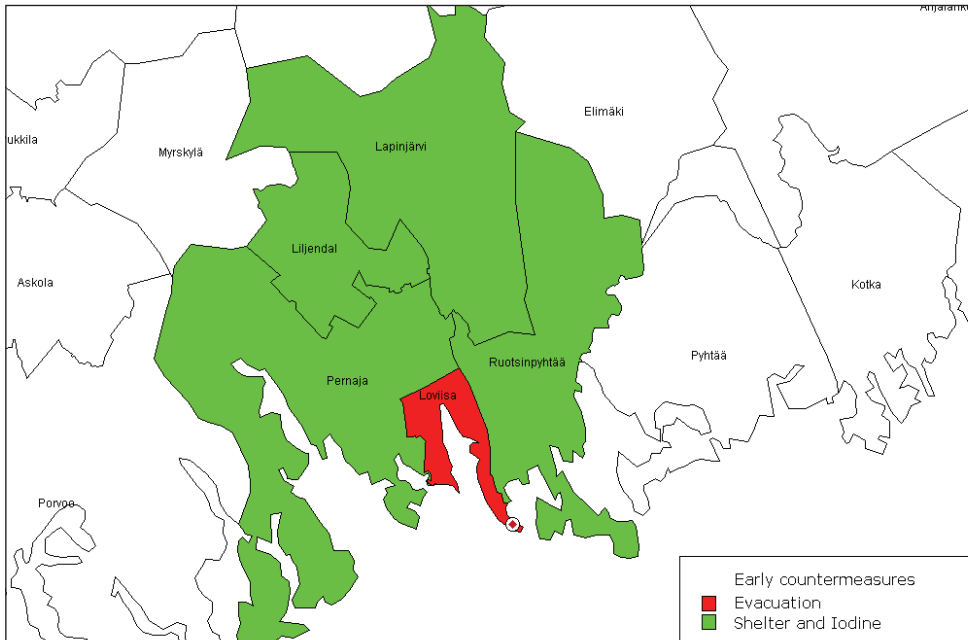 Elimäki
ukkila
Myrskylä
Lapinjärvi
Liljendal
Askola
Kotka
Pyhtää
Ruotsinpyhtää
Pernaja
Loviisa
Porvoo
Early countermeasures
Evacuation
Shelter and Iodine